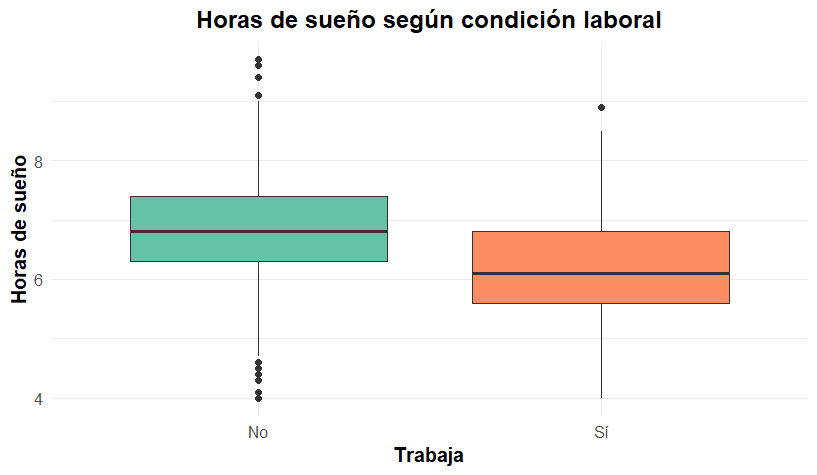 Horas de sueño según condición laboral
Horas de sueño
8
6
4
No
Sí
Trabaja